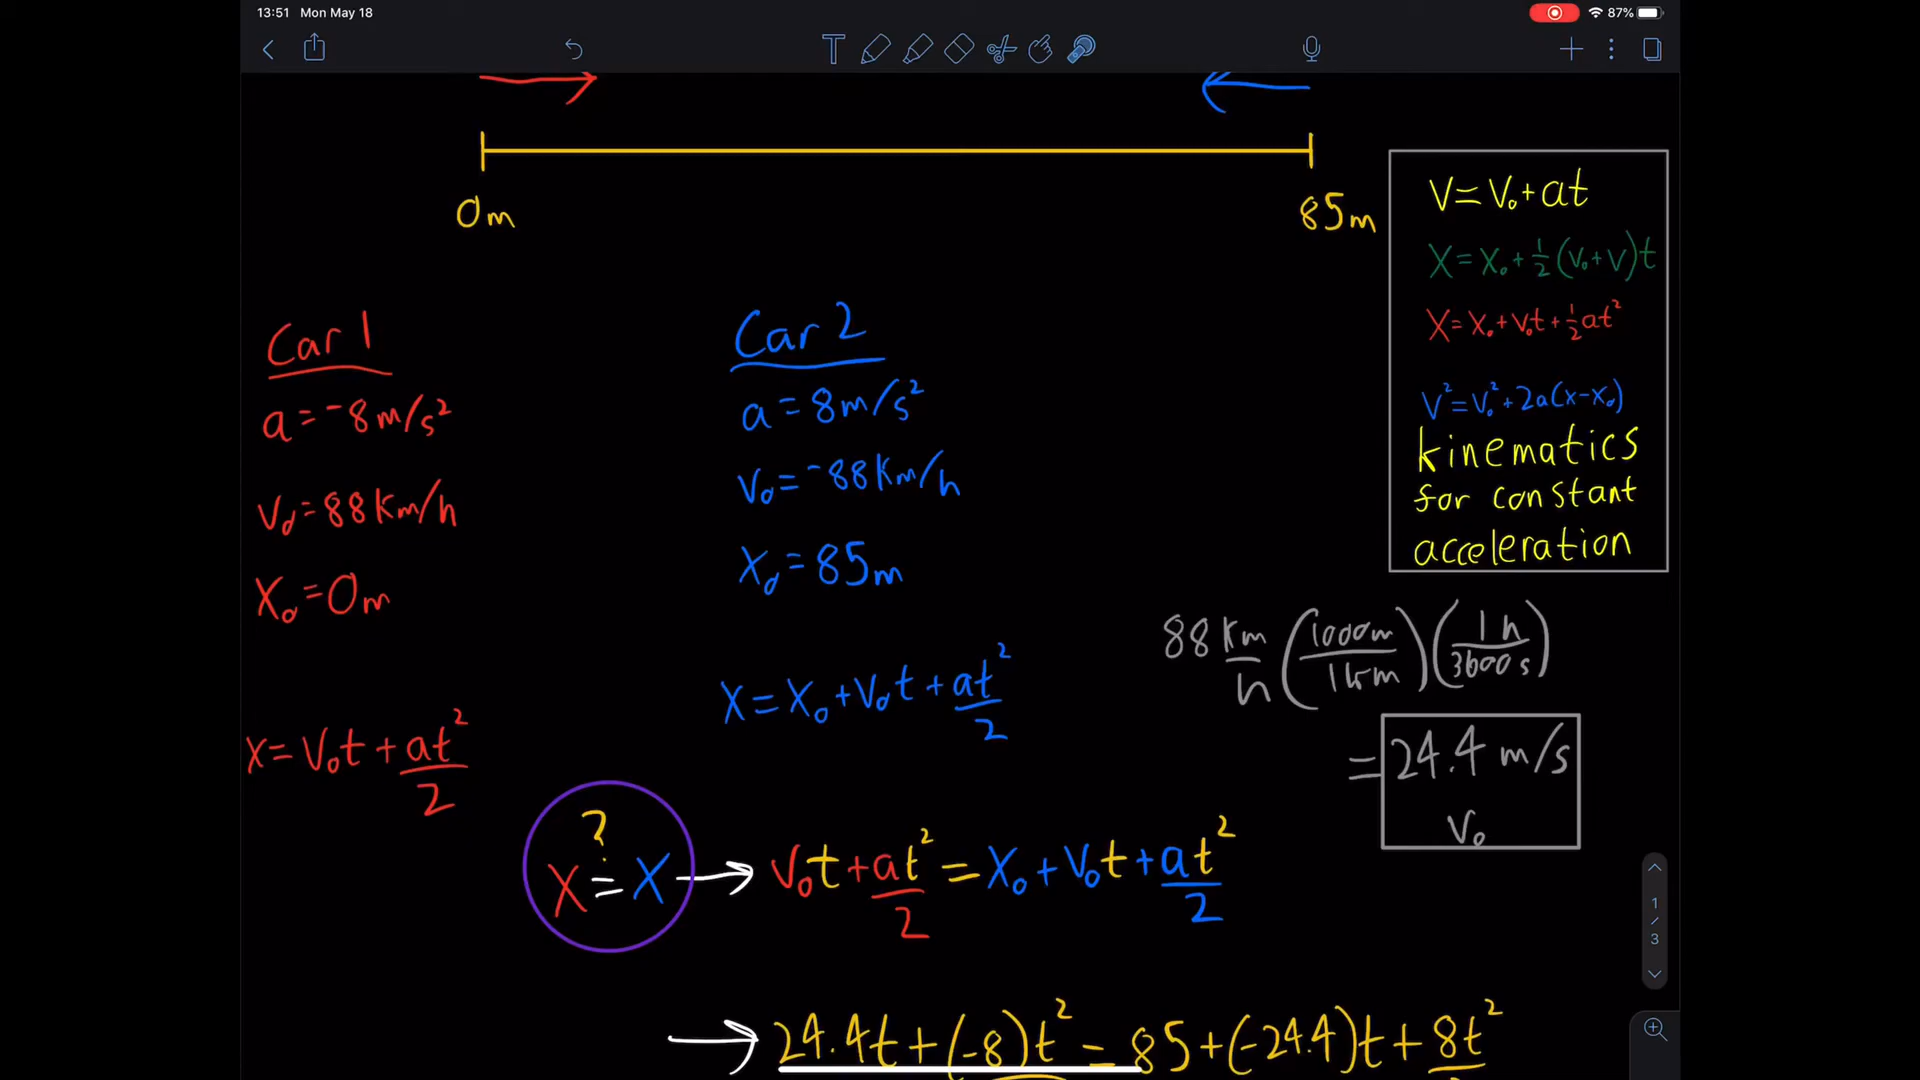 13:51 Mon May 18
87%
T
0m
85m
V=V₀+at
X=X₀+½(V₀+V)t
X=X₀+V₀t+½at²
V²=V₀²+2a(X-X₀)
kinematics
for constant
acceleration
Car 1
a=-8m/s²
V₀=88Km/h
X₀=0m
X=V₀t+at²/2
Car 2
a=8m/s²
V₀=-88Km/h
X₀=85m
X=X₀+V₀t+at²/2
88 Km/h (1000m/1km)(1h/3600s)
=24.4 m/s
V₀
?
X=X → V₀t+at²/2=X₀+V₀t+at²/2
→ 24.4t+(-8)t²=85+(-24.4)t+8t²
1
/
3